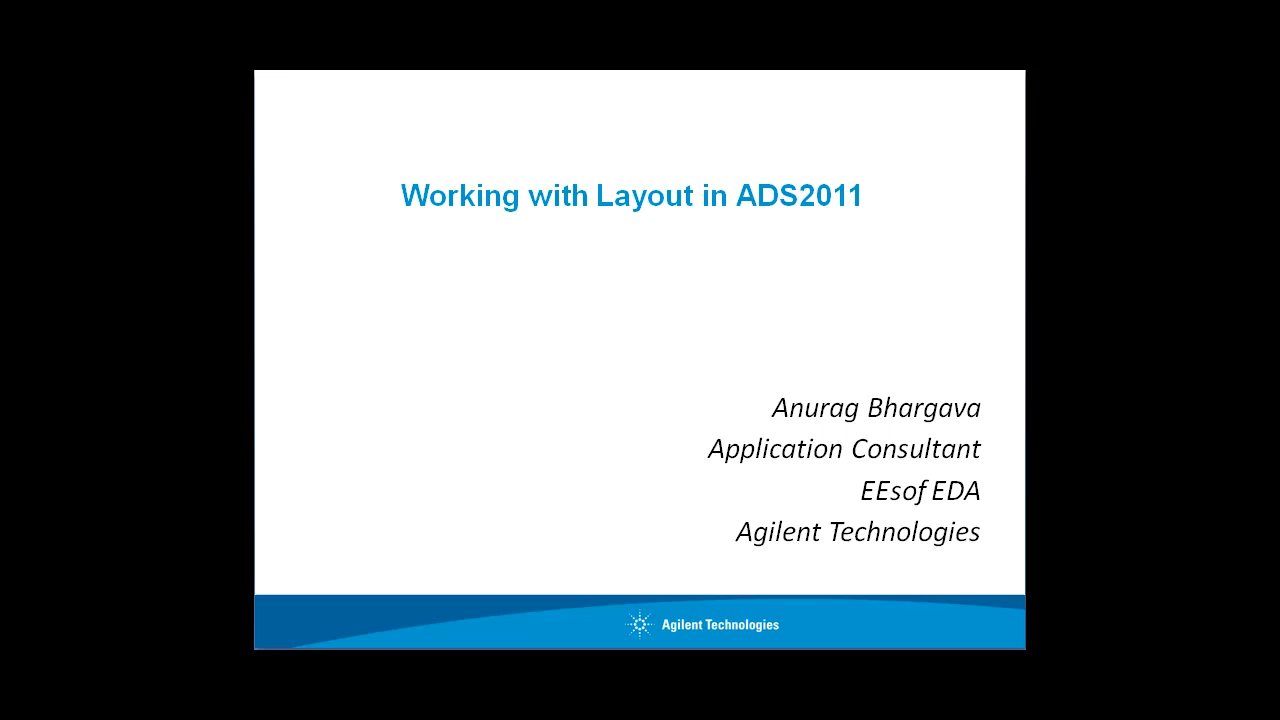 Working with Layout in ADS2011
Anurag Bhargava
Application Consultant
EEsof EDA
Agilent Technologies
Agilent Technologies